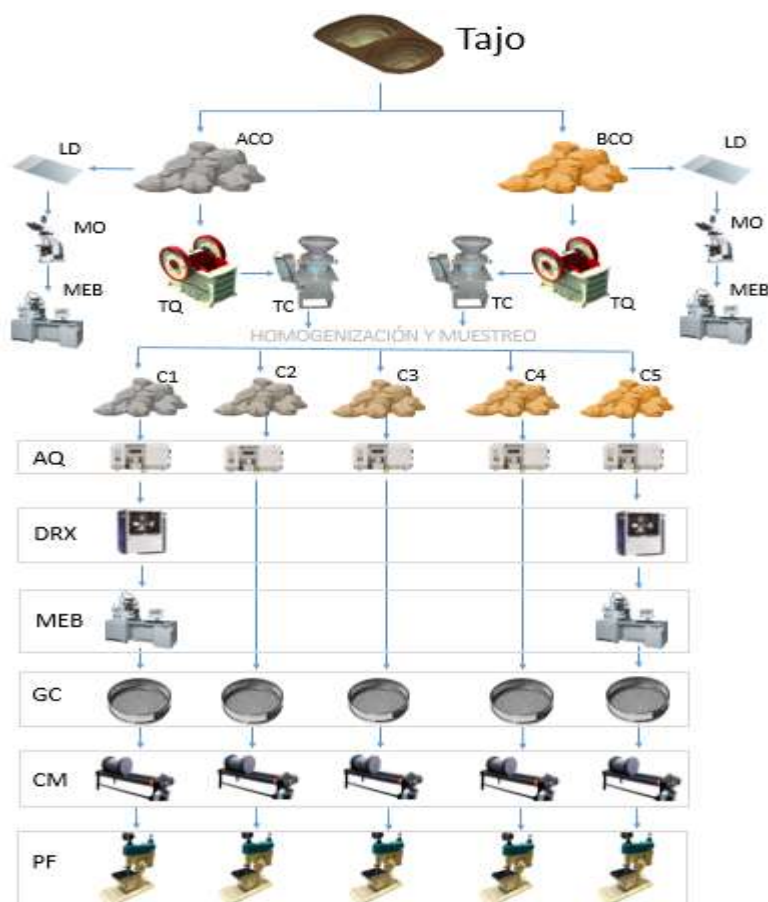 Tajo
ACO
BCO
LD
LD
MO
MO
MEB
MEB
TQ
TC
TC
TQ
HOMOGENIZACIÓN Y MUESTREO
C1
C2
C3
C4
C5
AQ
DRX
MEB
GC
CM
PF